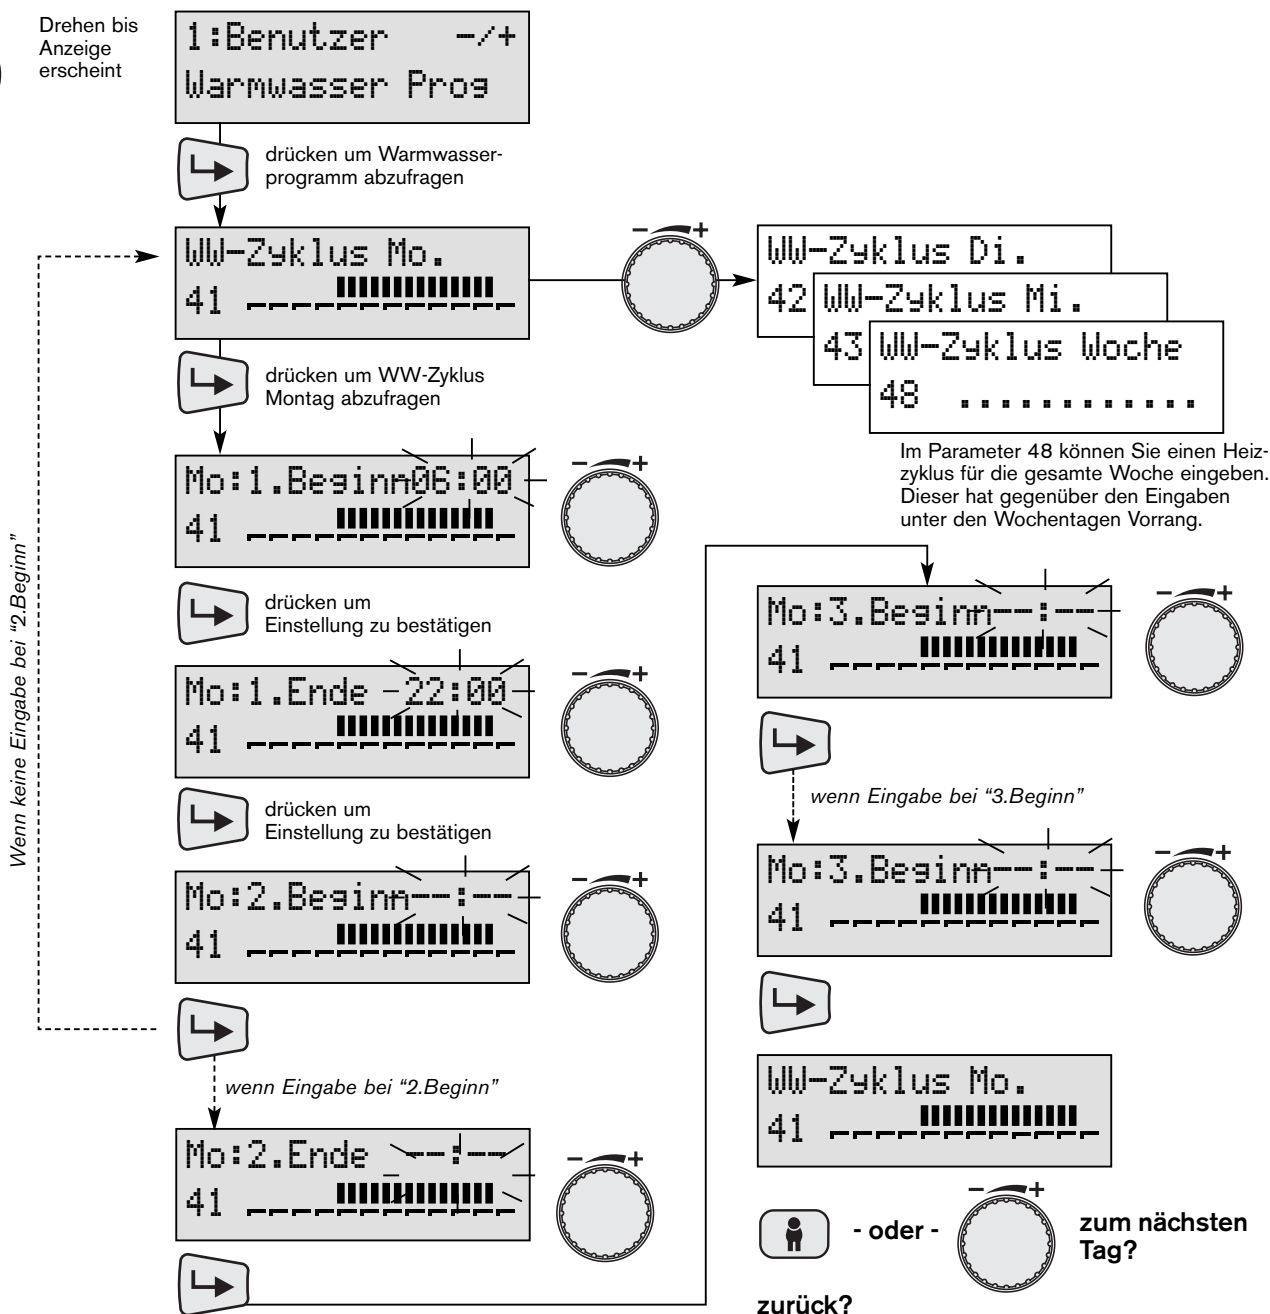 Drehen bis
Anzeige
erscheint
1:Benutzer -/+
Warmwasser Prog
drücken um Warmwasser-
programm abzufragen
WW-Zyklus Mo.
41
- +
WW-Zyklus Di.
42
WW-Zyklus Mi.
43
WW-Zyklus Woche
48 ............
Im Parameter 48 können Sie einen Heiz-
zyklus für die gesamte Woche eingeben.
Dieser hat gegenüber den Eingaben
unter den Wochentagen Vorrang.
drücken um WW-Zyklus
Montag abzufragen
Mo:1.Beginn06:00
41
- +
drücken um
Einstellung zu bestätigen
Mo:1.Ende 22:00
41
- +
drücken um
Einstellung zu bestätigen
Mo:2.Beginn--:--
41
- +
Wenn keine Eingabe bei “2.Beginn”
wenn Eingabe bei “2.Beginn”
Mo:2.Ende --:--
41
- +
Mo:3.Beginn--:--
41
- +
wenn Eingabe bei “3.Beginn”
Mo:3.Beginn--:--
41
- +
WW-Zyklus Mo.
41
- oder -
- +
zum nächsten
Tag?
zurück?